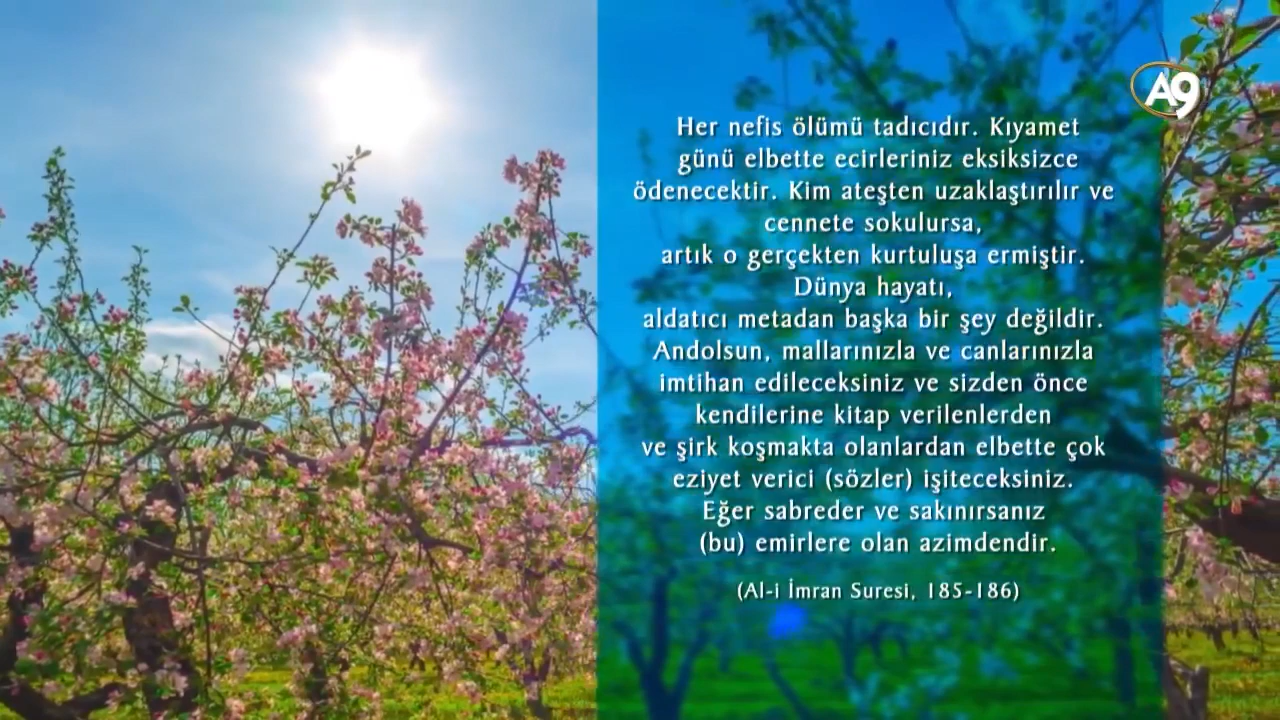 A9
Her nefis ölümü tadıcıdır. Kıyamet
günü elbette ecirleriniz eksiksizce
ödenecektir. Kim ateşten uzaklaştırılır ve
cennete sokulursa,
artık o gerçekten kurtuluşa ermiştir.
Dünya hayatı,
aldatıcı metadan başka bir şey değildir.
Andolsun, mallarınızla ve canlarınızla
imtihan edileceksiniz ve sizden önce
kendilerine kitap verilenlerden
ve şirk koşmakta olanlardan elbette çok
eziyet verici (sözler) işiteceksiniz.
Eğer sabreder ve sakınırsanız
(bu) emirlere olan azimdendir.
(Al-i İmran Suresi, 185-186)